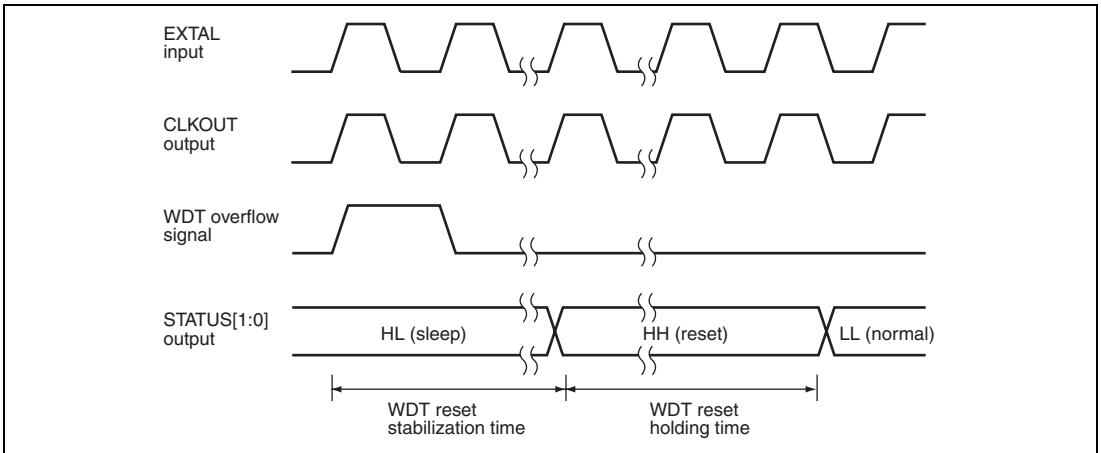 EXTAL
input
CLKOUT
output
WDT overflow
signal
STATUS[1:0]
output
HL (sleep)
HH (reset)
LL (normal)
WDT reset
stabilization time
WDT reset
holding time